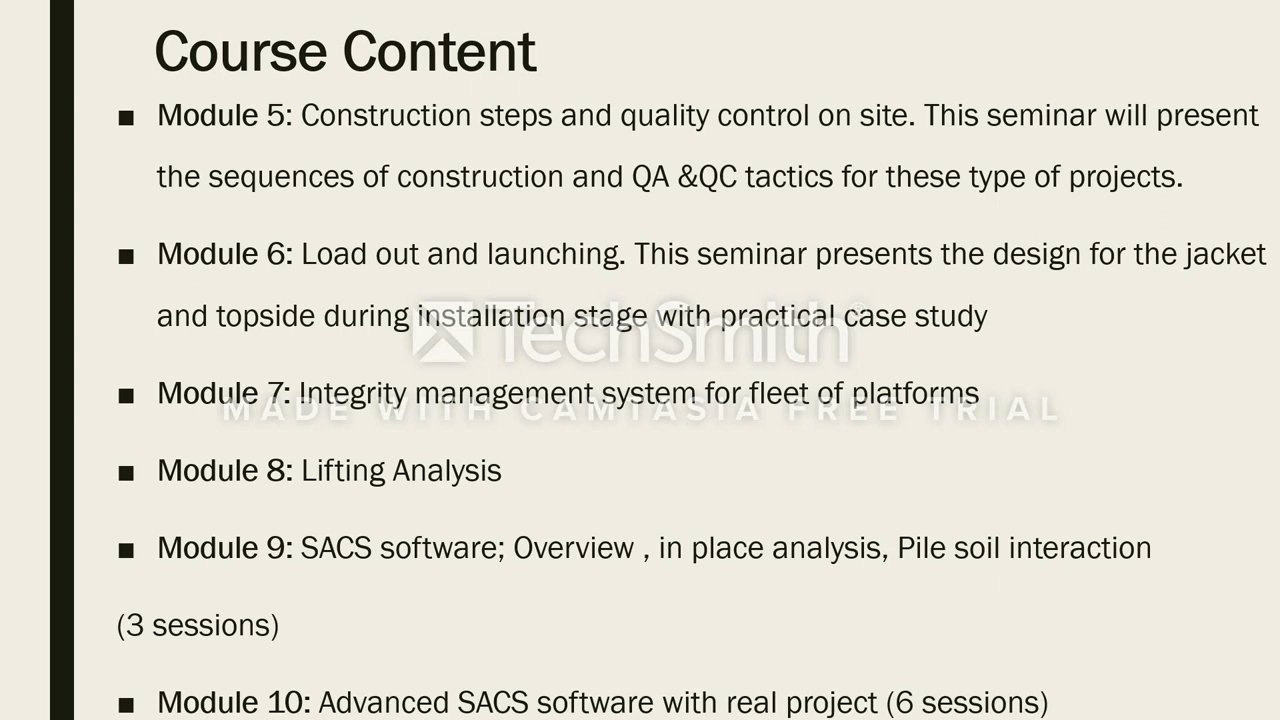 Course Content
■ Module 5: Construction steps and quality control on site. This seminar will present
the sequences of construction and QA &QC tactics for these type of projects.
■ Module 6: Load out and launching. This seminar presents the design for the jacket
and topside during installation stage with practical case study
TechSmith®
■ Module 7: Integrity management system for fleet of platforms
MADE WITH CAMTASIA FREE TRIAL
■ Module 8: Lifting Analysis
■ Module 9: SACS software; Overview , in place analysis, Pile soil interaction
(3 sessions)
■ Module 10: Advanced SACS software with real project (6 sessions)